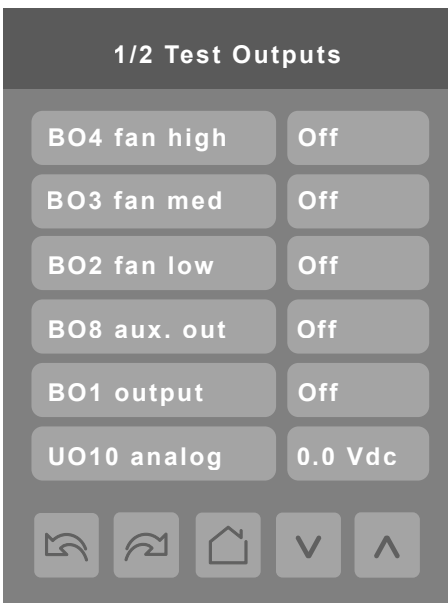 1/2 Test Outputs
BO4 fan high Off
BO3 fan med Off
BO2 fan low Off
BO8 aux. out Off
BO1 output Off
UO10 analog 0.0 Vdc